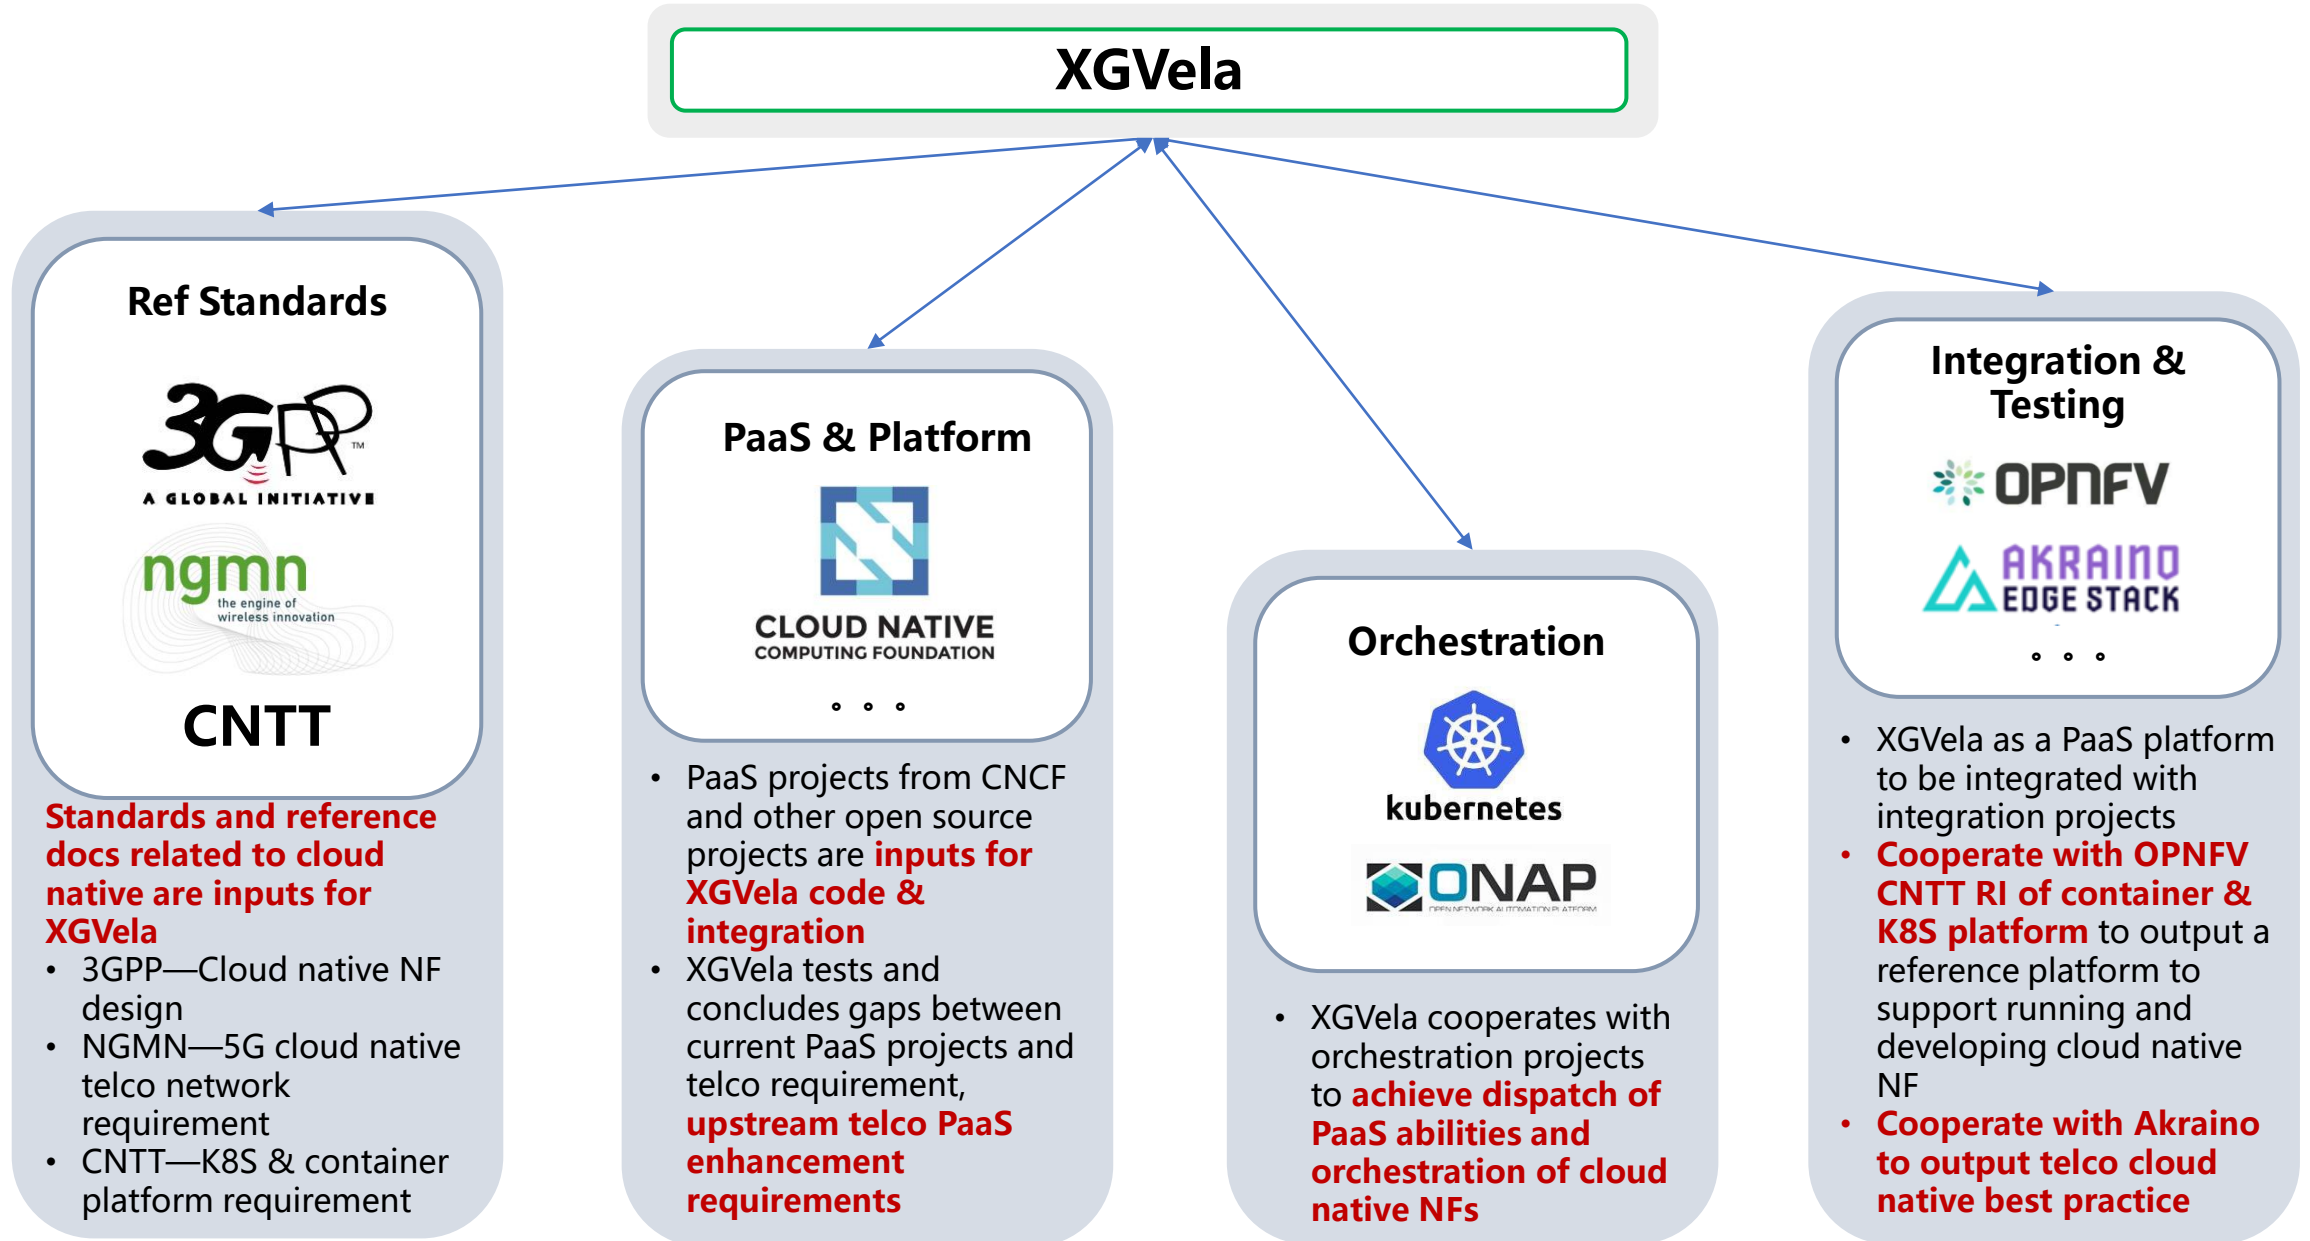 XGVela
Ref Standards
3GPP™
A GLOBAL INITIATIVE
ngmn
the engine of
wireless innovation
CNTT
Standards and reference
docs related to cloud
native are inputs for
XGVela
• 3GPP—Cloud native NF
design
• NGMN—5G cloud native
telco network
requirement
• CNTT—K8S & container
platform requirement
PaaS & Platform
CLOUD NATIVE
COMPUTING FOUNDATION
。。。
• PaaS projects from CNCF
and other open source
projects are inputs for
XGVela code &
integration
• XGVela tests and
concludes gaps between
current PaaS projects and
telco requirement,
upstream telco PaaS
enhancement
requirements
Orchestration
kubernetes
ONAP
OPEN NETWORK AUTOMATION PLATFORM
• XGVela cooperates with
orchestration projects
to achieve dispatch of
PaaS abilities and
orchestration of cloud
native NFs
Integration &
Testing
OPNFV
AKRAINO
EDGE STACK
。。。
• XGVela as a PaaS platform
to be integrated with
integration projects
• Cooperate with OPNFV
CNTT RI of container &
K8S platform to output a
reference platform to
support running and
developing cloud native
NF
• Cooperate with Akraino
to output telco cloud
native best practice